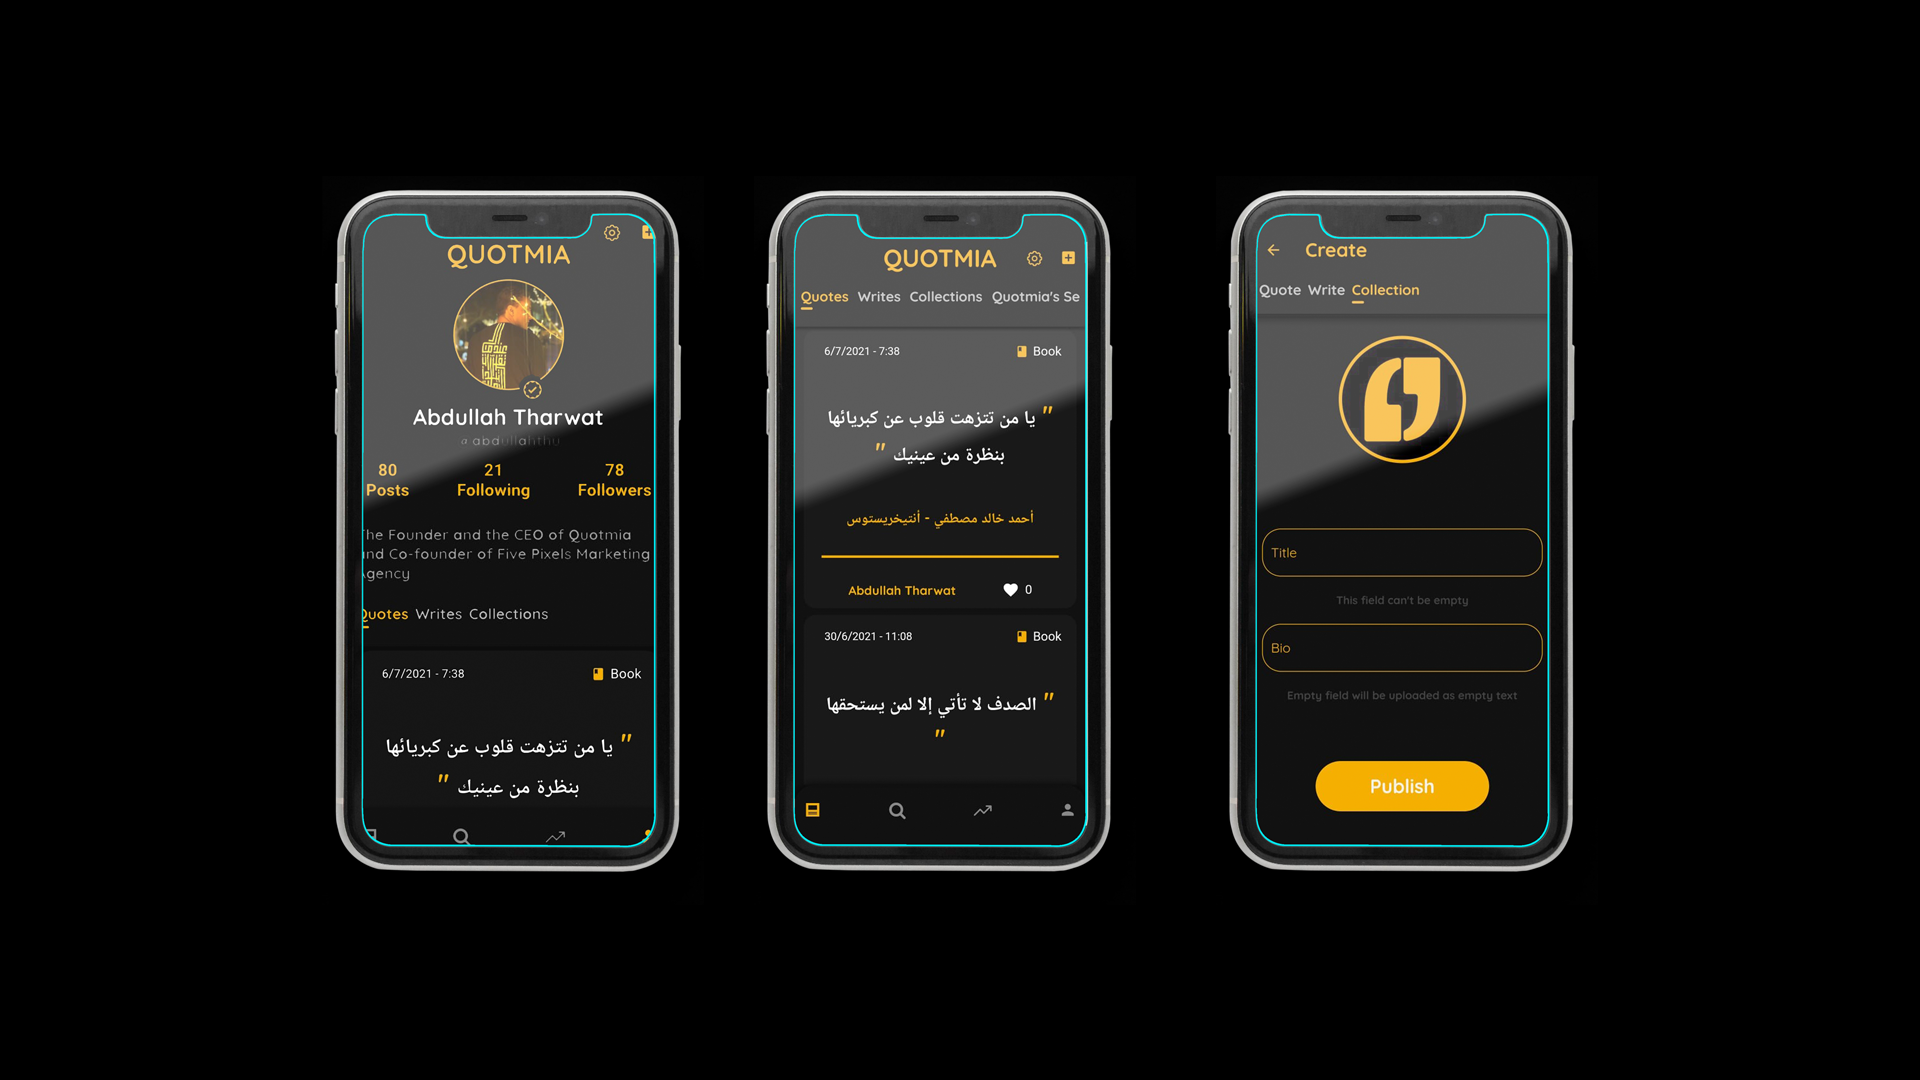 QUOTMIA
Abdullah Tharwat
80
Posts
21
Following
78
Followers
The Founder and the CEO of Quotmia
and Co-founder of Five Pixels Marketing
Agency
Quotes Writes Collections
6/7/2021 - 7:38
Book
" يا من تتزهت قلوب عن كبريائها
بنظرة من عينيك "
QUOTMIA
Quotes Writes Collections Quotmia's Se
6/7/2021 - 7:38
Book
" يا من تتزهت قلوب عن كبريائها
بنظرة من عينيك "
أحمد خالد مصطفي - أنتيخريستوس
Abdullah Tharwat
0
30/6/2021 - 11:08
Book
" الصدف لا تأتي إلا لمن يستحقها
"
Create
Quote Write Collection
Title
This field can't be empty
Bio
Empty field will be uploaded as empty text
Publish